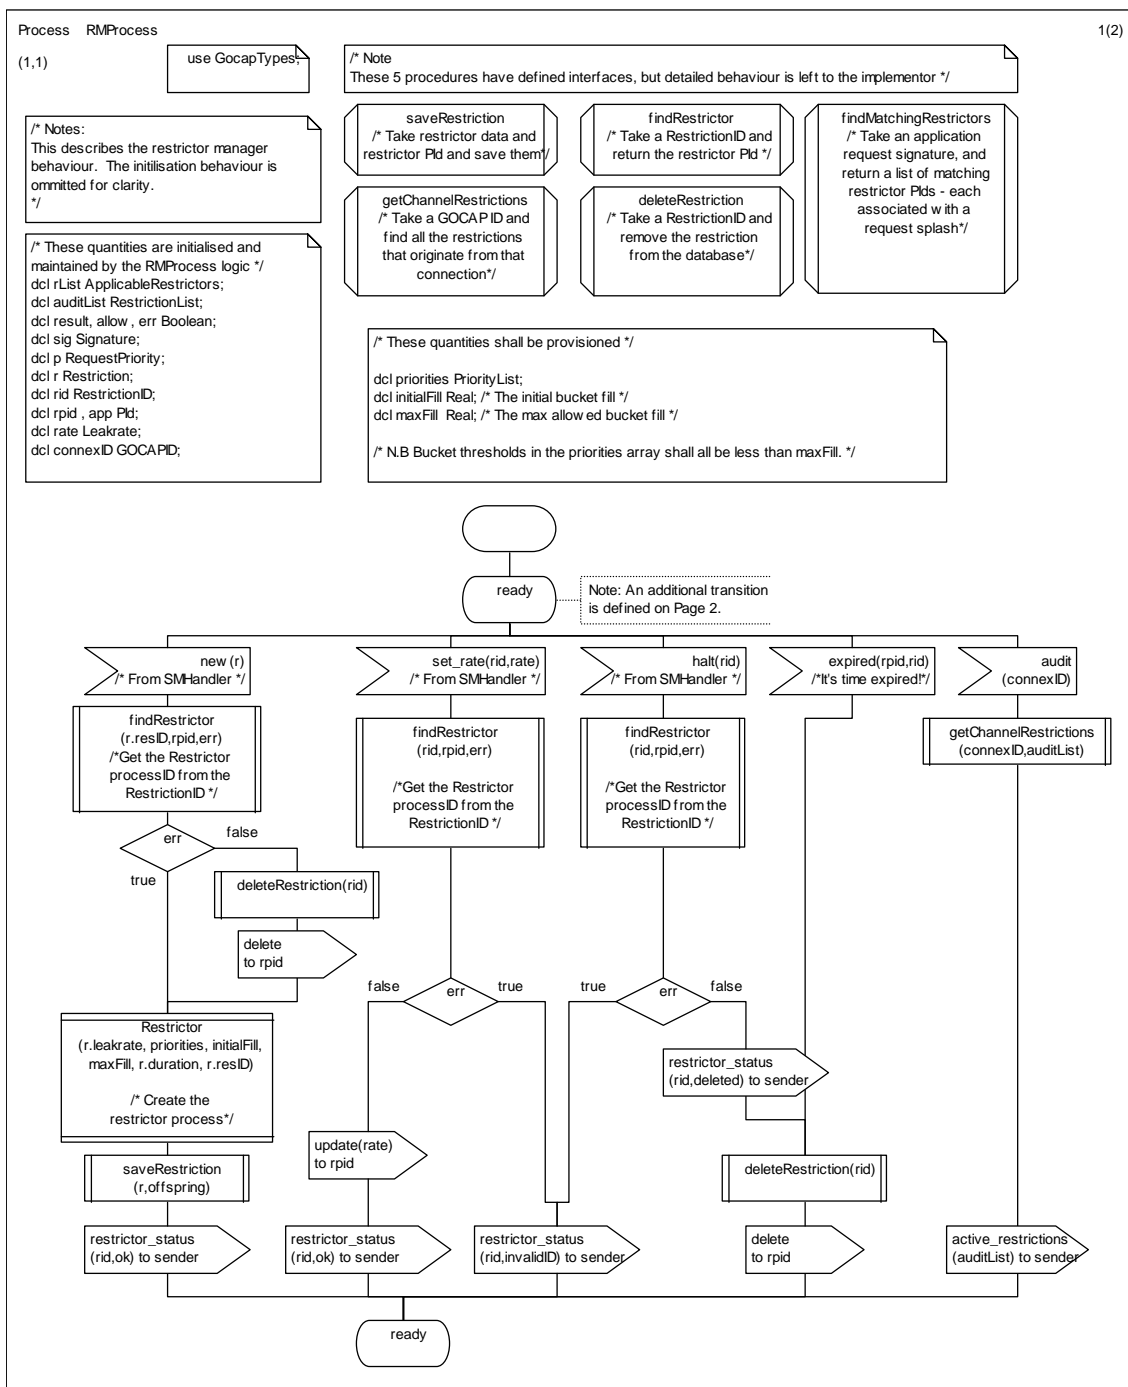 Process RMProcess
1(2)
(1,1)
use GocapTypes;
/* Note
These 5 procedures have defined interfaces, but detailed behaviour is left to the implementor */
/* Notes:
This describes the restrictor manager
behaviour. The initilisation behaviour is
ommitted for clarity.
*/
saveRestriction
/* Take restrictor data and
restrictor PId and save them*/
findRestrictor
/* Take a RestrictionID and
return the restrictor PId */
findMatchingRestrictors
/* Take an application
request signature, and
return a list of matching
restrictor PIds - each
associated with a
request splash*/
getChannelRestrictions
/* Take a GOCAP ID and
find all the restrictions
that originate from that
connection*/
deleteRestriction
/* Take a RestrictionID and
remove the restriction
from the database*/
/* These quantities are initialised and
maintained by the RMProcess logic */
dcl rList ApplicableRestrictors;
dcl auditList RestrictionList;
dcl result, allow, err Boolean;
dcl sig Signature;
dcl p RequestPriority;
dcl r Restriction;
dcl rid RestrictionID;
dcl rpid , app PId;
dcl rate Leakrate;
dcl connexID GOCAPID;
/* These quantities shall be provisioned */
dcl priorities PriorityList;
dcl initialFill Real; /* The initial bucket fill */
dcl maxFill Real; /* The max allowed bucket fill */
/* N.B Bucket thresholds in the priorities array shall all be less than maxFill. */
ready
Note: An additional transition
is defined on Page 2.
new (r)
/* From SMHandler */
set_rate(rid,rate)
/* From SMHandler */
halt(rid)
/* From SMHandler */
expired(rpid,rid)
/*It's time expired!*/
audit
(connexID)
findRestrictor
(r.resID,rpid,err)
/*Get the Restrictor
processID from the
RestrictionID */
findRestrictor
(rid,rpid,err)
/*Get the Restrictor
processID from the
RestrictionID */
findRestrictor
(rid,rpid,err)
/*Get the Restrictor
processID from the
RestrictionID */
getChannelRestrictions
(connexID,auditList)
err
false
true
deleteRestriction(rid)
delete
to rpid
false
err
true
true
err
false
Restrictor
(r.leakrate, priorities, initialFill,
maxFill, r.duration, r.resID)
/* Create the
restrictor process*/
restrictor_status
(rid,deleted) to sender
update(rate)
to rpid
saveRestriction
(r,offspring)
deleteRestriction(rid)
restrictor_status
(rid,ok) to sender
restrictor_status
(rid,ok) to sender
restrictor_status
(rid,invalidID) to sender
delete
to rpid
active_restrictions
(auditList) to sender
ready